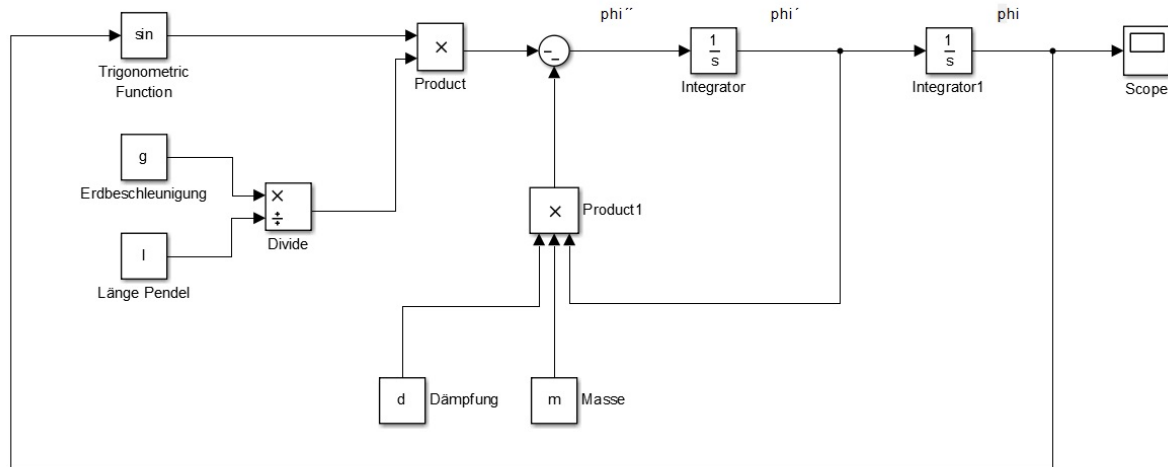 phi´´
phi´
phi
sin
×
1
s
1
s
Trigonometric
Function
Product
Integrator
Integrator1
Scope
g
Erdbeschleunigung
×
÷
×
Product1
l
Divide
Länge Pendel
d
Dämpfung
m
Masse